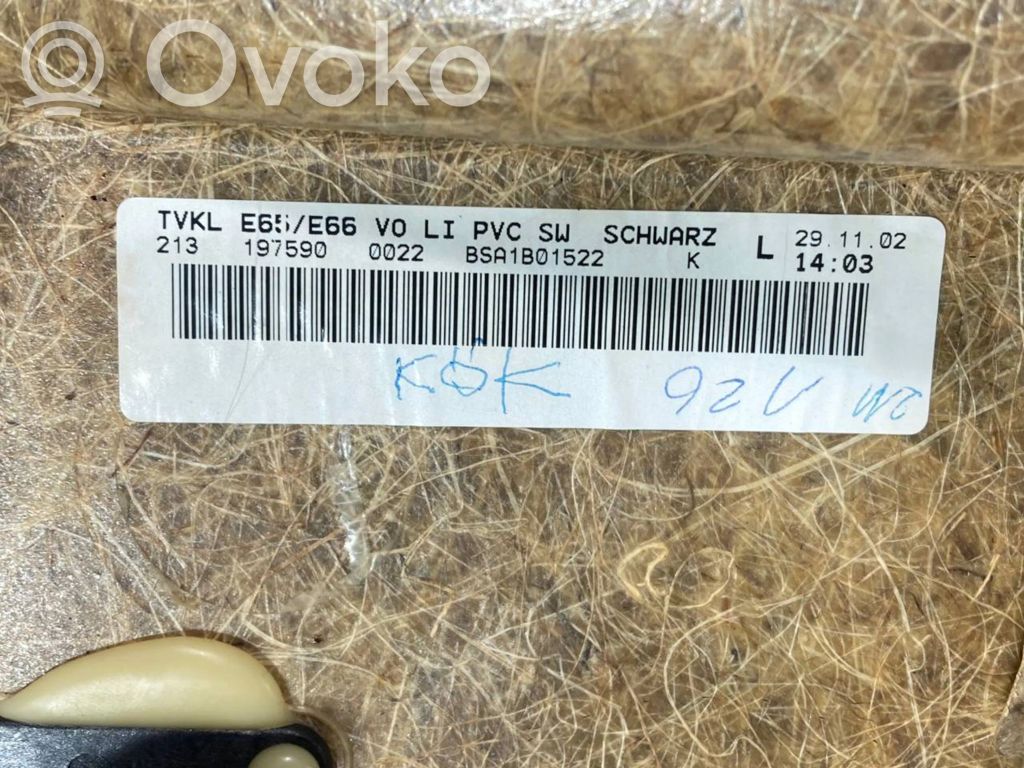 Ovoko
TVKL E65/E66 VO LI PVC SW SCHWARZ L 29.11.02
213 197590 0022 BSA1B01522 K 14:03
KÖK